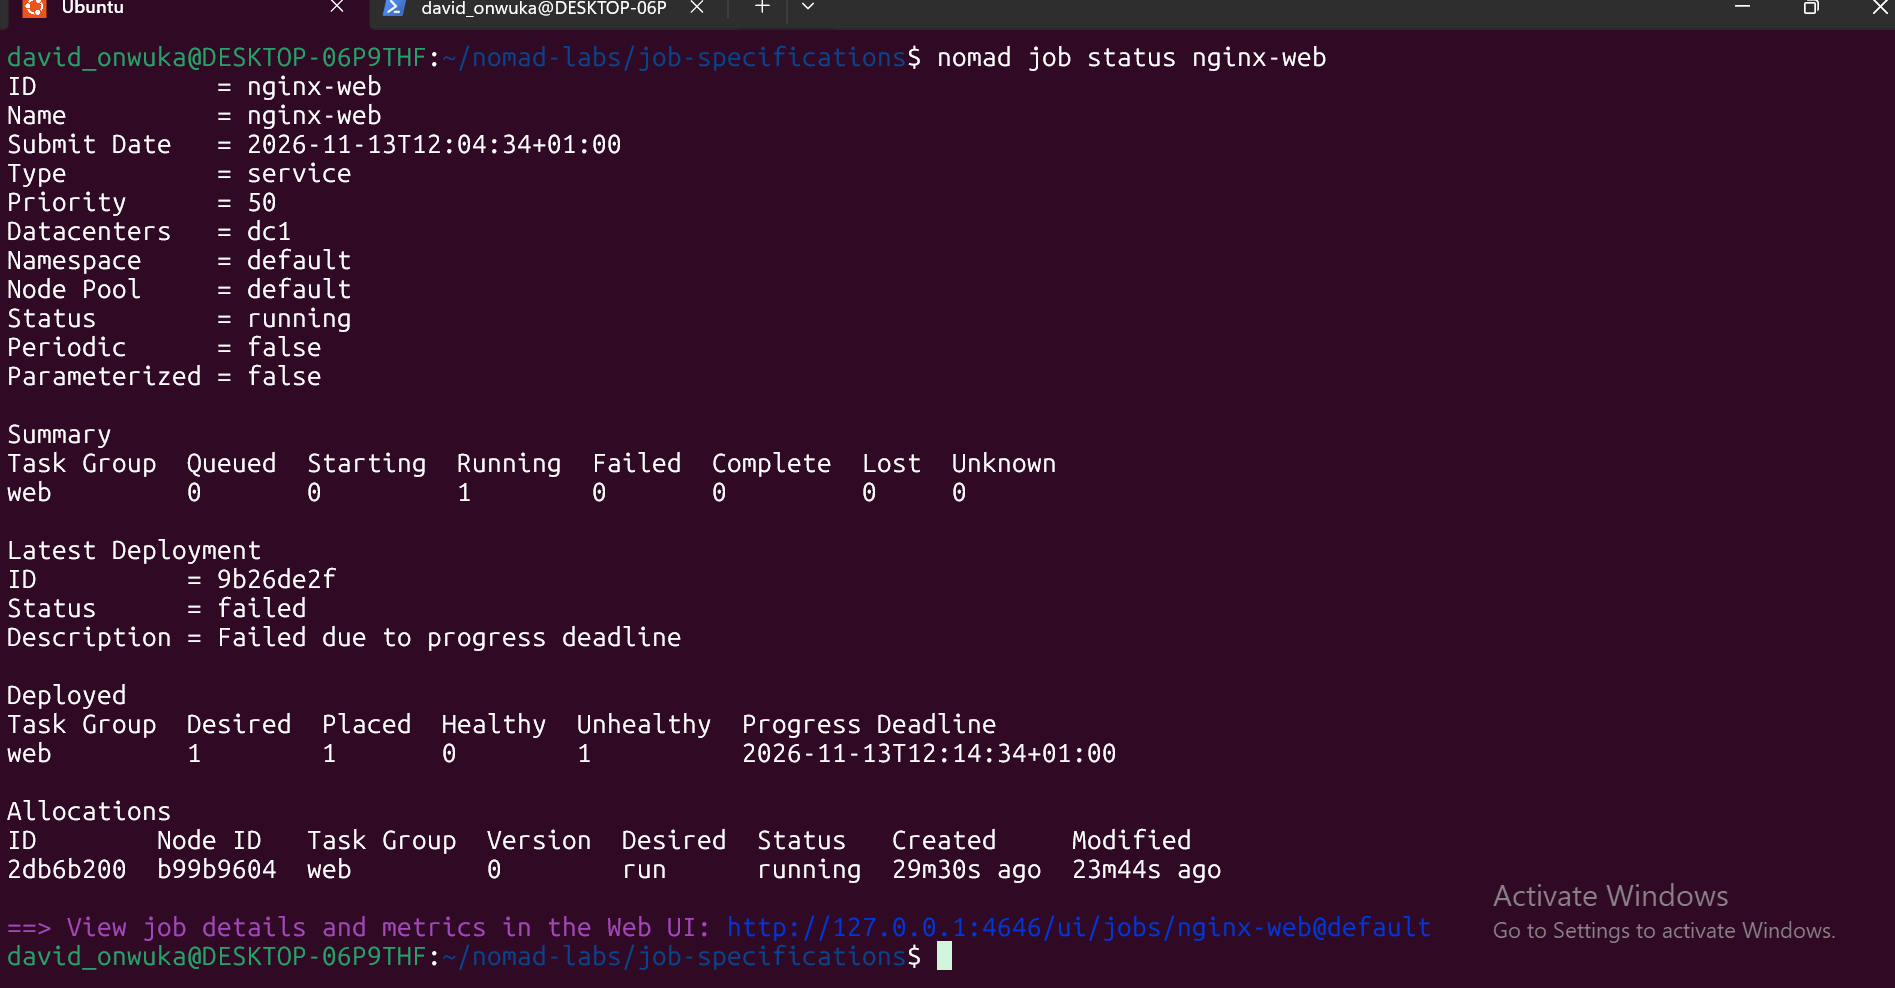 Ubuntu
david_onwuka@DESKTOP-06P
david_onwuka@DESKTOP-06P9THF:~/nomad-labs/job-specifications$ nomad job status nginx-web
ID            = nginx-web
Name          = nginx-web
Submit Date   = 2026-11-13T12:04:34+01:00
Type          = service
Priority      = 50
Datacenters   = dc1
Namespace     = default
Node Pool     = default
Status        = running
Periodic      = false
Parameterized = false
Summary
Task Group  Queued  Starting  Running  Failed  Complete  Lost  Unknown
web         0       0         1        0       0         0     0
Latest Deployment
ID          = 9b26de2f
Status      = failed
Description = Failed due to progress deadline
Deployed
Task Group  Desired  Placed  Healthy  Unhealthy  Progress Deadline
web         1        1       0        1          2026-11-13T12:14:34+01:00
Allocations
ID        Node ID   Task Group  Version  Desired  Status   Created     Modified
2db6b200  b99b9604  web         0        run      running  29m30s ago  23m44s ago
==> View job details and metrics in the Web UI: http://127.0.0.1:4646/ui/jobs/nginx-web@default
david_onwuka@DESKTOP-06P9THF:~/nomad-labs/job-specifications$
Activate Windows
Go to Settings to activate Windows.